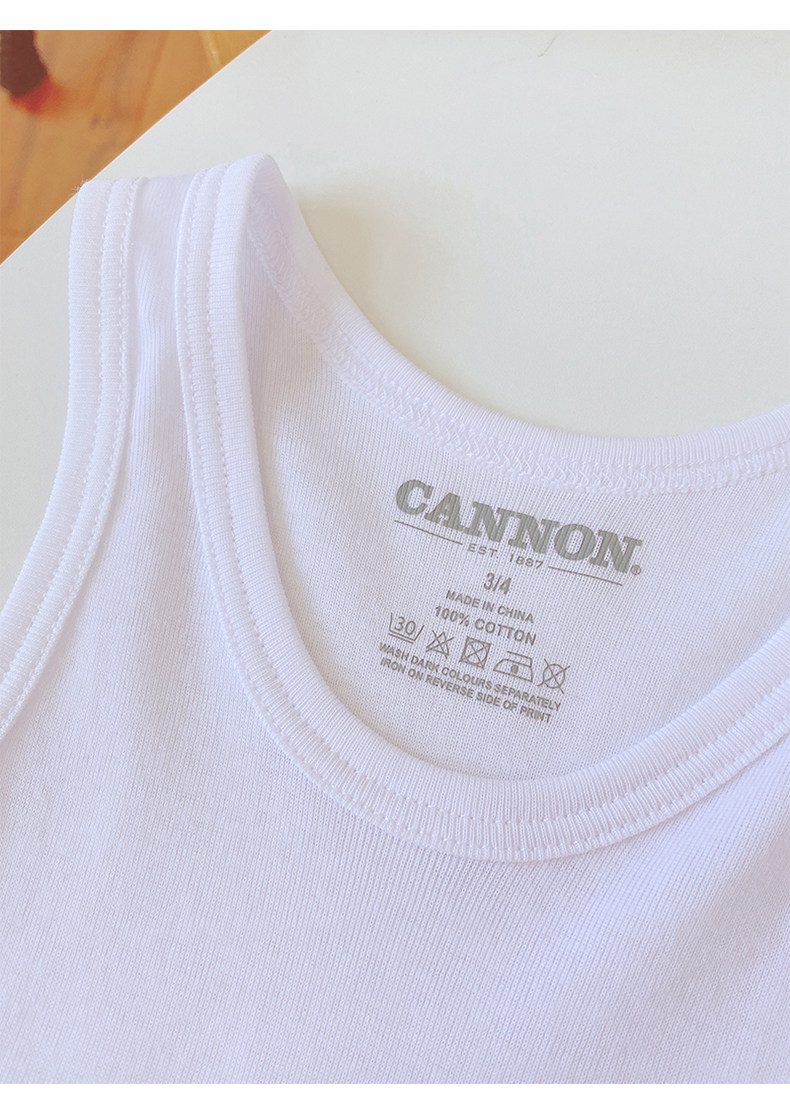 CANNON®
EST. 1887
3/4
MADE IN CHINA
100% COTTON
30
WASH DARK COLOURS SEPARATELY
IRON ON REVERSE SIDE OF PRINT